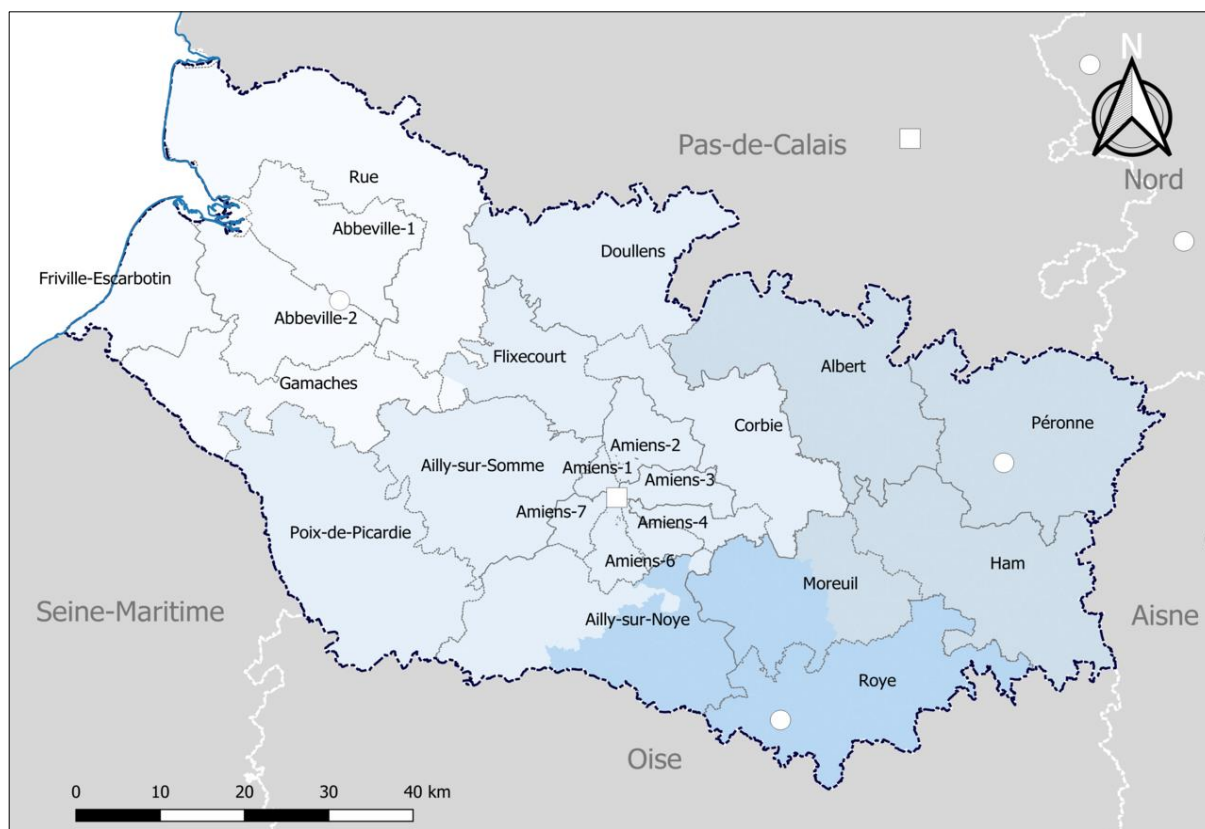 N
Pas-de-Calais
Nord
Rue
Abbeville-1
Doullens
Friville-Escarbotin
Abbeville-2
Flixecourt
Albert
Gamaches
Péronne
Corbie
Amiens-2
Ailly-sur-Somme
Amiens-1
Amiens-3
Amiens-7
Amiens-4
Poix-de-Picardie
Amiens-6
Ham
Moreuil
Seine-Maritime
Ailly-sur-Noye
Aisne
Roye
Oise
0 10 20 30 40 km